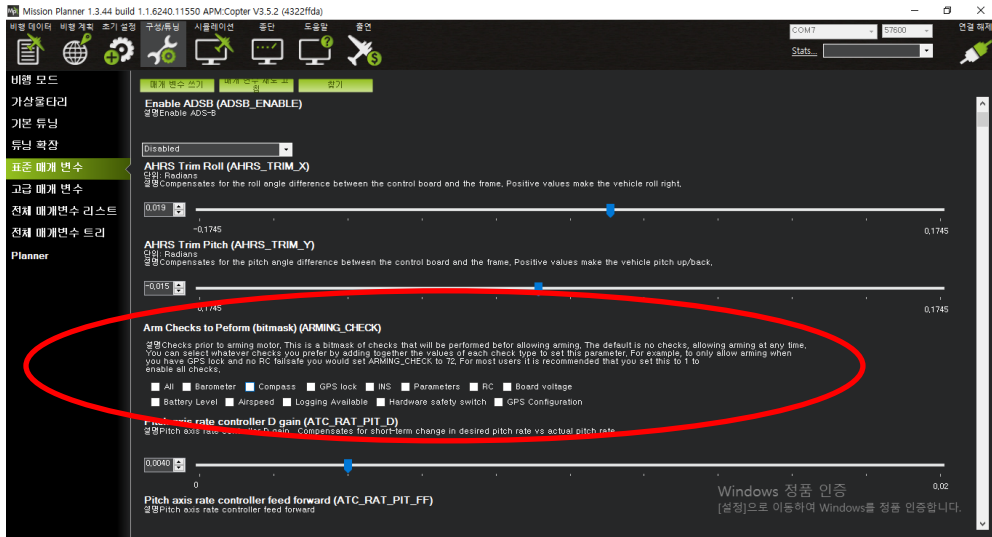 Mission Planner 1.3.44 build 1.1.6240.11550 APM:Copter V3.5.2 (4322ffda)
비행 데이터 비행 계획 초기 설정 구성/튜닝 시뮬레이션 종단 도움말 출연
COM7 57600 연결 해제
Stats...
비행 모드
가상울타리
기본 튜닝
튜닝 확장
표준 매개 변수
고급 매개 변수
전체 매개변수 리스트
전체 매개변수 트리
Planner
매개 변수 쓰기 찾기
Enable ADSB (ADSB_ENABLE)
설명Enable ADS-B
Disabled
AHRS Trim Roll (AHRS_TRIM_X)
단위: Radians
설명Compensates for the roll angle difference between the control board and the frame, Positive values make the vehicle roll right,
0,019
-0,1745 0,1745
AHRS Trim Pitch (AHRS_TRIM_Y)
단위: Radians
설명Compensates for the pitch angle difference between the control board and the frame, Positive values make the vehicle pitch up/back,
-0,015
-0,1745 0,1745
Arm Checks to Peform (bitmask) (ARMING_CHECK)
설명Checks prior to arming motor, This is a bitmask of checks that will be performed befor allowing arming, The default is no checks, allowing arming at any time,
You can select whatever checks you prefer by adding together the values of each check type to set this parameter, For example, to only allow arming when
you have GPS lock and no RC failsafe you would set ARMING_CHECK to 72, For most users it is recommended that you set this to 1 to
enable all checks,
All Barometer Compass GPS lock INS Parameters RC Board voltage
Battery Level Airspeed Logging Available Hardware safety switch GPS Configuration
Pitch axis rate controller D gain (ATC_RAT_PIT_D)
설명Pitch axis rate controller D gain, Compensates for short-term change in desired pitch rate vs actual pitch rate
0,0040
0 0,02
Pitch axis rate controller feed forward (ATC_RAT_PIT_FF)
설명Pitch axis rate controller feed forward
Windows 정품 인증
[설정]으로 이동하여 Windows를 정품 인증합니다.